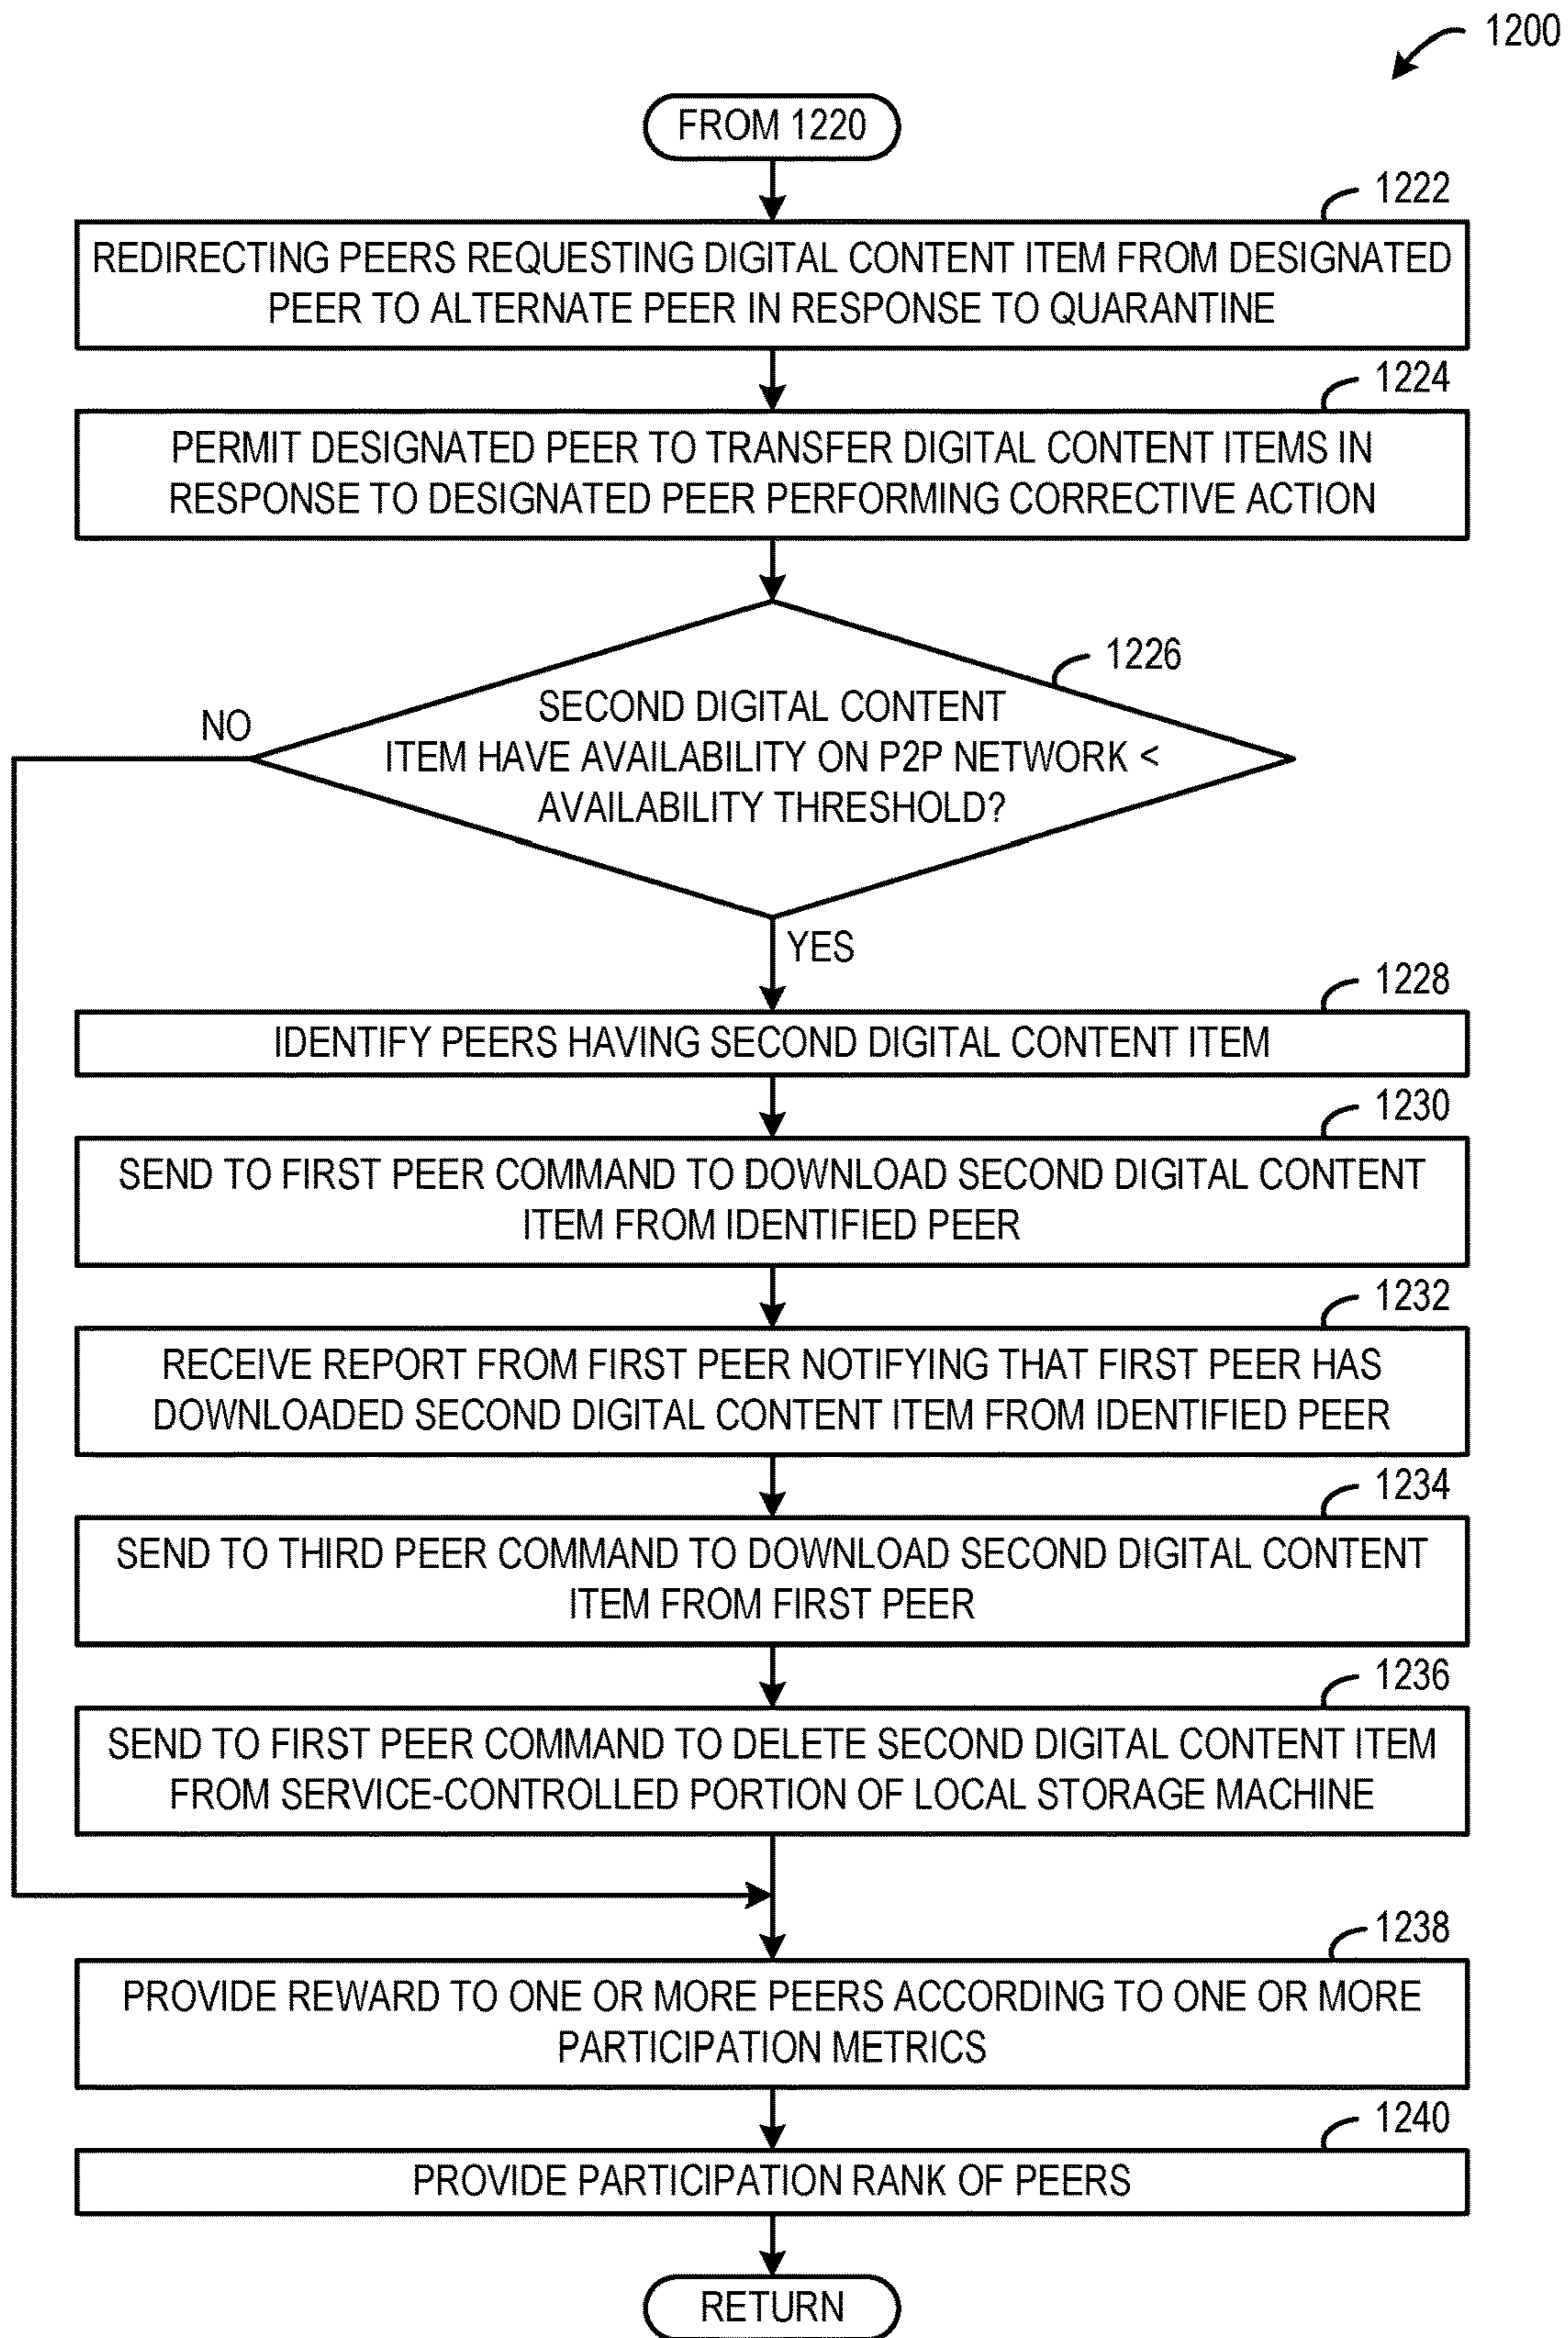 1200
FROM 1220
1222
REDIRECTING PEERS REQUESTING DIGITAL CONTENT ITEM FROM DESIGNATED
PEER TO ALTERNATE PEER IN RESPONSE TO QUARANTINE
1224
PERMIT DESIGNATED PEER TO TRANSFER DIGITAL CONTENT ITEMS IN
RESPONSE TO DESIGNATED PEER PERFORMING CORRECTIVE ACTION
1226
NO
SECOND DIGITAL CONTENT
ITEM HAVE AVAILABILITY ON P2P NETWORK <
AVAILABILITY THRESHOLD?
YES
1228
IDENTIFY PEERS HAVING SECOND DIGITAL CONTENT ITEM
1230
SEND TO FIRST PEER COMMAND TO DOWNLOAD SECOND DIGITAL CONTENT
ITEM FROM IDENTIFIED PEER
1232
RECEIVE REPORT FROM FIRST PEER NOTIFYING THAT FIRST PEER HAS
DOWNLOADED SECOND DIGITAL CONTENT ITEM FROM IDENTIFIED PEER
1234
SEND TO THIRD PEER COMMAND TO DOWNLOAD SECOND DIGITAL CONTENT
ITEM FROM FIRST PEER
1236
SEND TO FIRST PEER COMMAND TO DELETE SECOND DIGITAL CONTENT ITEM
FROM SERVICE-CONTROLLED PORTION OF LOCAL STORAGE MACHINE
1238
PROVIDE REWARD TO ONE OR MORE PEERS ACCORDING TO ONE OR MORE
PARTICIPATION METRICS
1240
PROVIDE PARTICIPATION RANK OF PEERS
RETURN